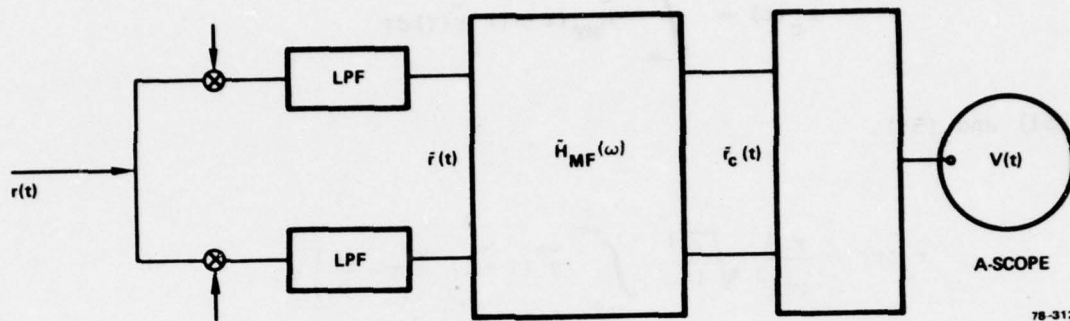 LPF
r̃(t)
H̃MF(ω)
r̃c(t)
V(t)
r(t)
LPF
A-SCOPE